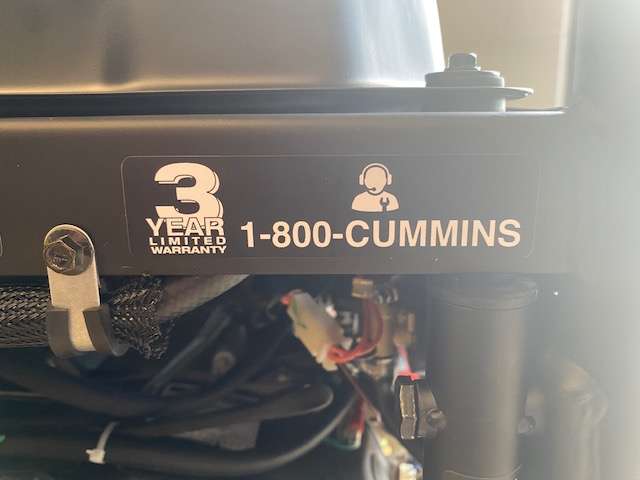 3
YEAR
LIMITED
WARRANTY
1-800-CUMMINS